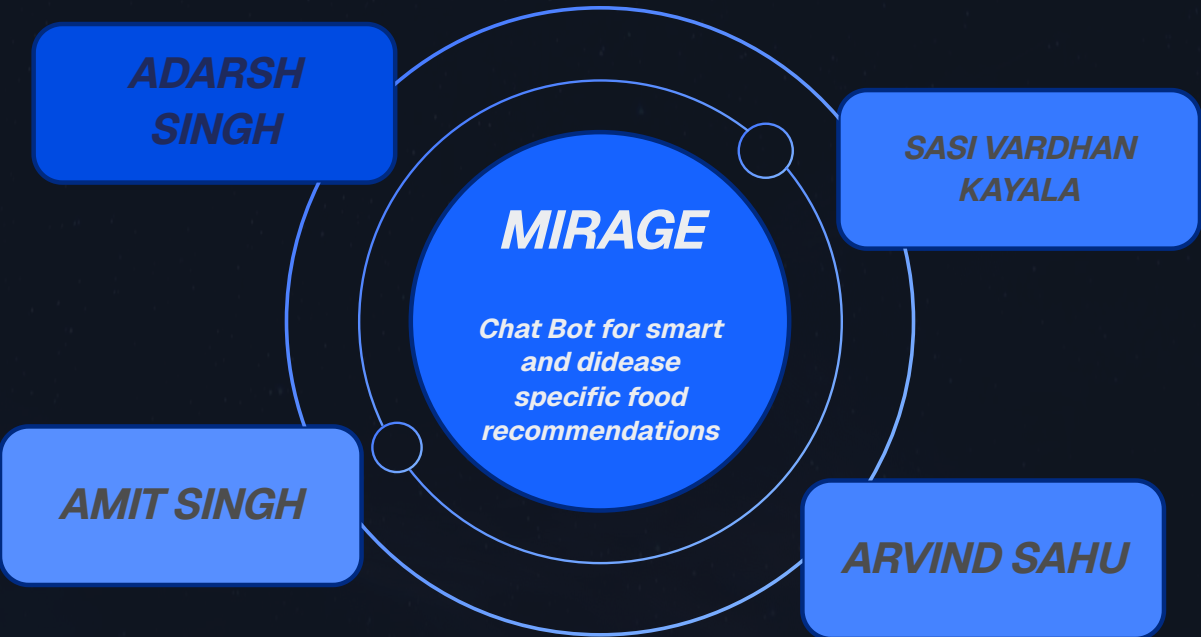 ADARSH
SINGH
SASI VARDHAN
KAYALA
MIRAGE
Chat Bot for smart
and didease
specific food
recommendations
AMIT SINGH
ARVIND SAHU